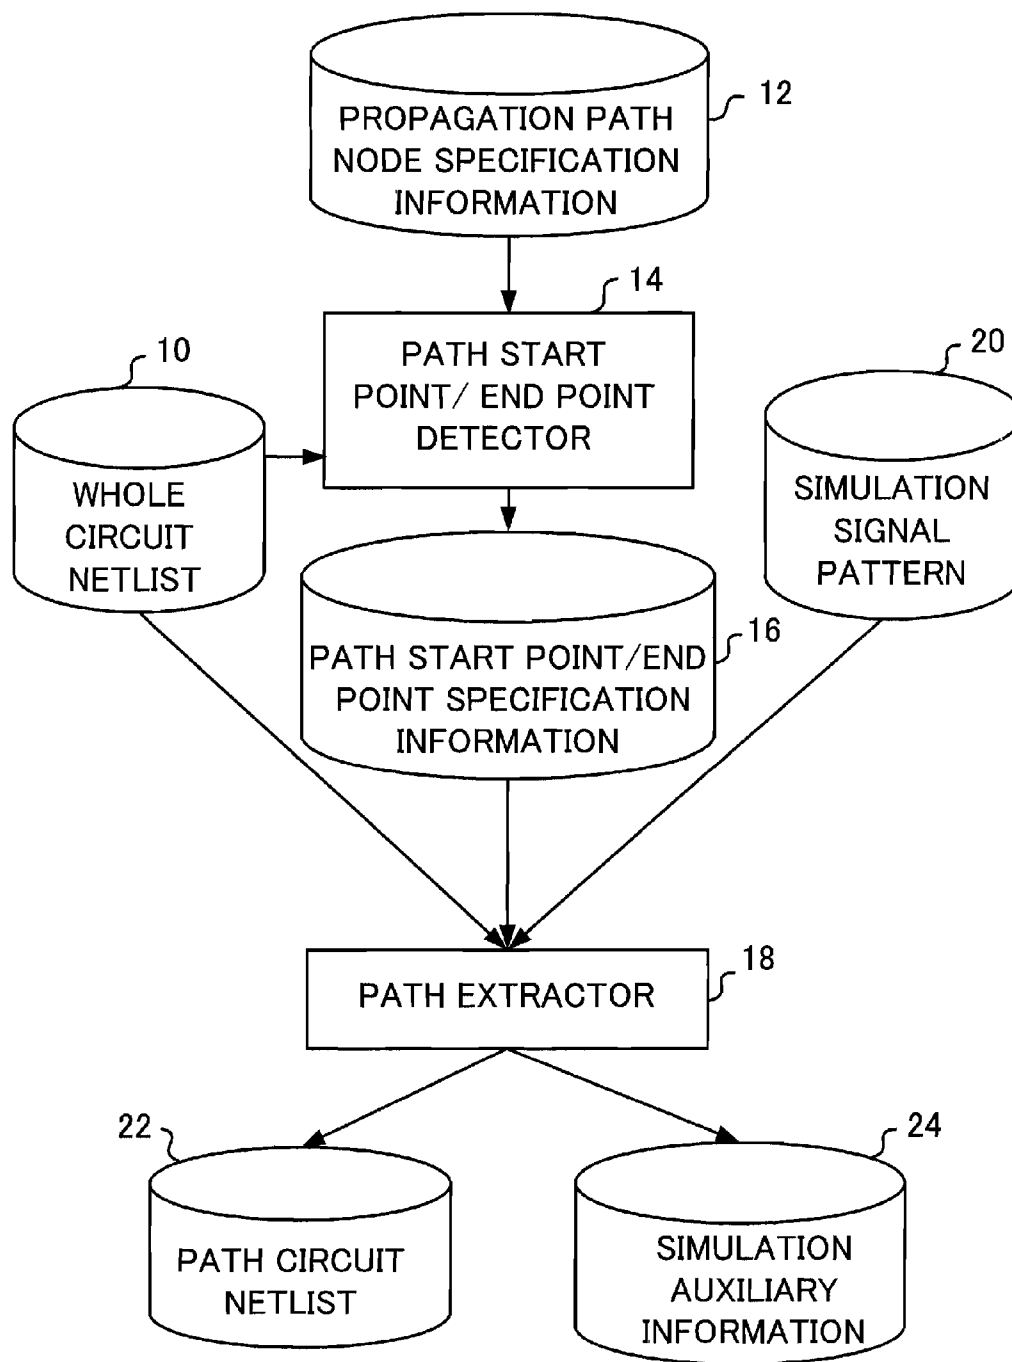 12
PROPAGATION PATH
NODE SPECIFICATION
INFORMATION
14
PATH START
POINT/ END POINT
DETECTOR
10
WHOLE
CIRCUIT
NETLIST
20
SIMULATION
SIGNAL
PATTERN
16
PATH START POINT/END
POINT SPECIFICATION
INFORMATION
18
PATH EXTRACTOR
22
PATH CIRCUIT
NETLIST
24
SIMULATION
AUXILIARY
INFORMATION